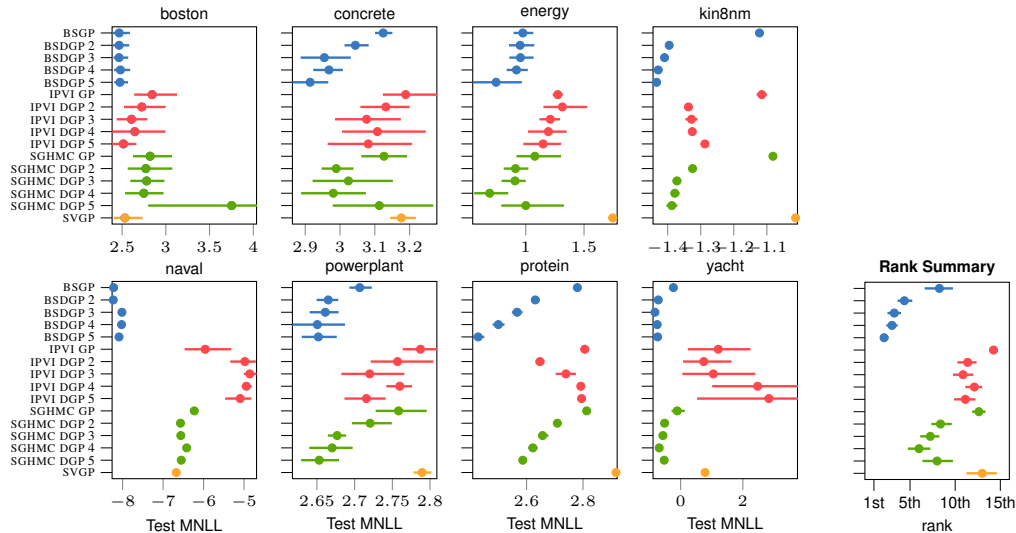 boston concrete energy kin8nm
BSGP
BSDGP 2
BSDGP 3
BSDGP 4
BSDGP 5
IPVI GP
IPVI DGP 2
IPVI DGP 3
IPVI DGP 4
IPVI DGP 5
SGHMC GP
SGHMC DGP 2
SGHMC DGP 3
SGHMC DGP 4
SGHMC DGP 5
SVGP
2.5 3 3.5 4 2.9 3 3.1 3.2 1 1.5 −1.4 −1.3 −1.2 −1.1
naval powerplant protein yacht Rank Summary
BSGP
BSDGP 2
BSDGP 3
BSDGP 4
BSDGP 5
IPVI GP
IPVI DGP 2
IPVI DGP 3
IPVI DGP 4
IPVI DGP 5
SGHMC GP
SGHMC DGP 2
SGHMC DGP 3
SGHMC DGP 4
SGHMC DGP 5
SVGP
−8 −7 −6 −5 2.65 2.7 2.75 2.8 2.6 2.8 0 2 1st 5th 10th 15th
Test MNLL Test MNLL Test MNLL Test MNLL rank